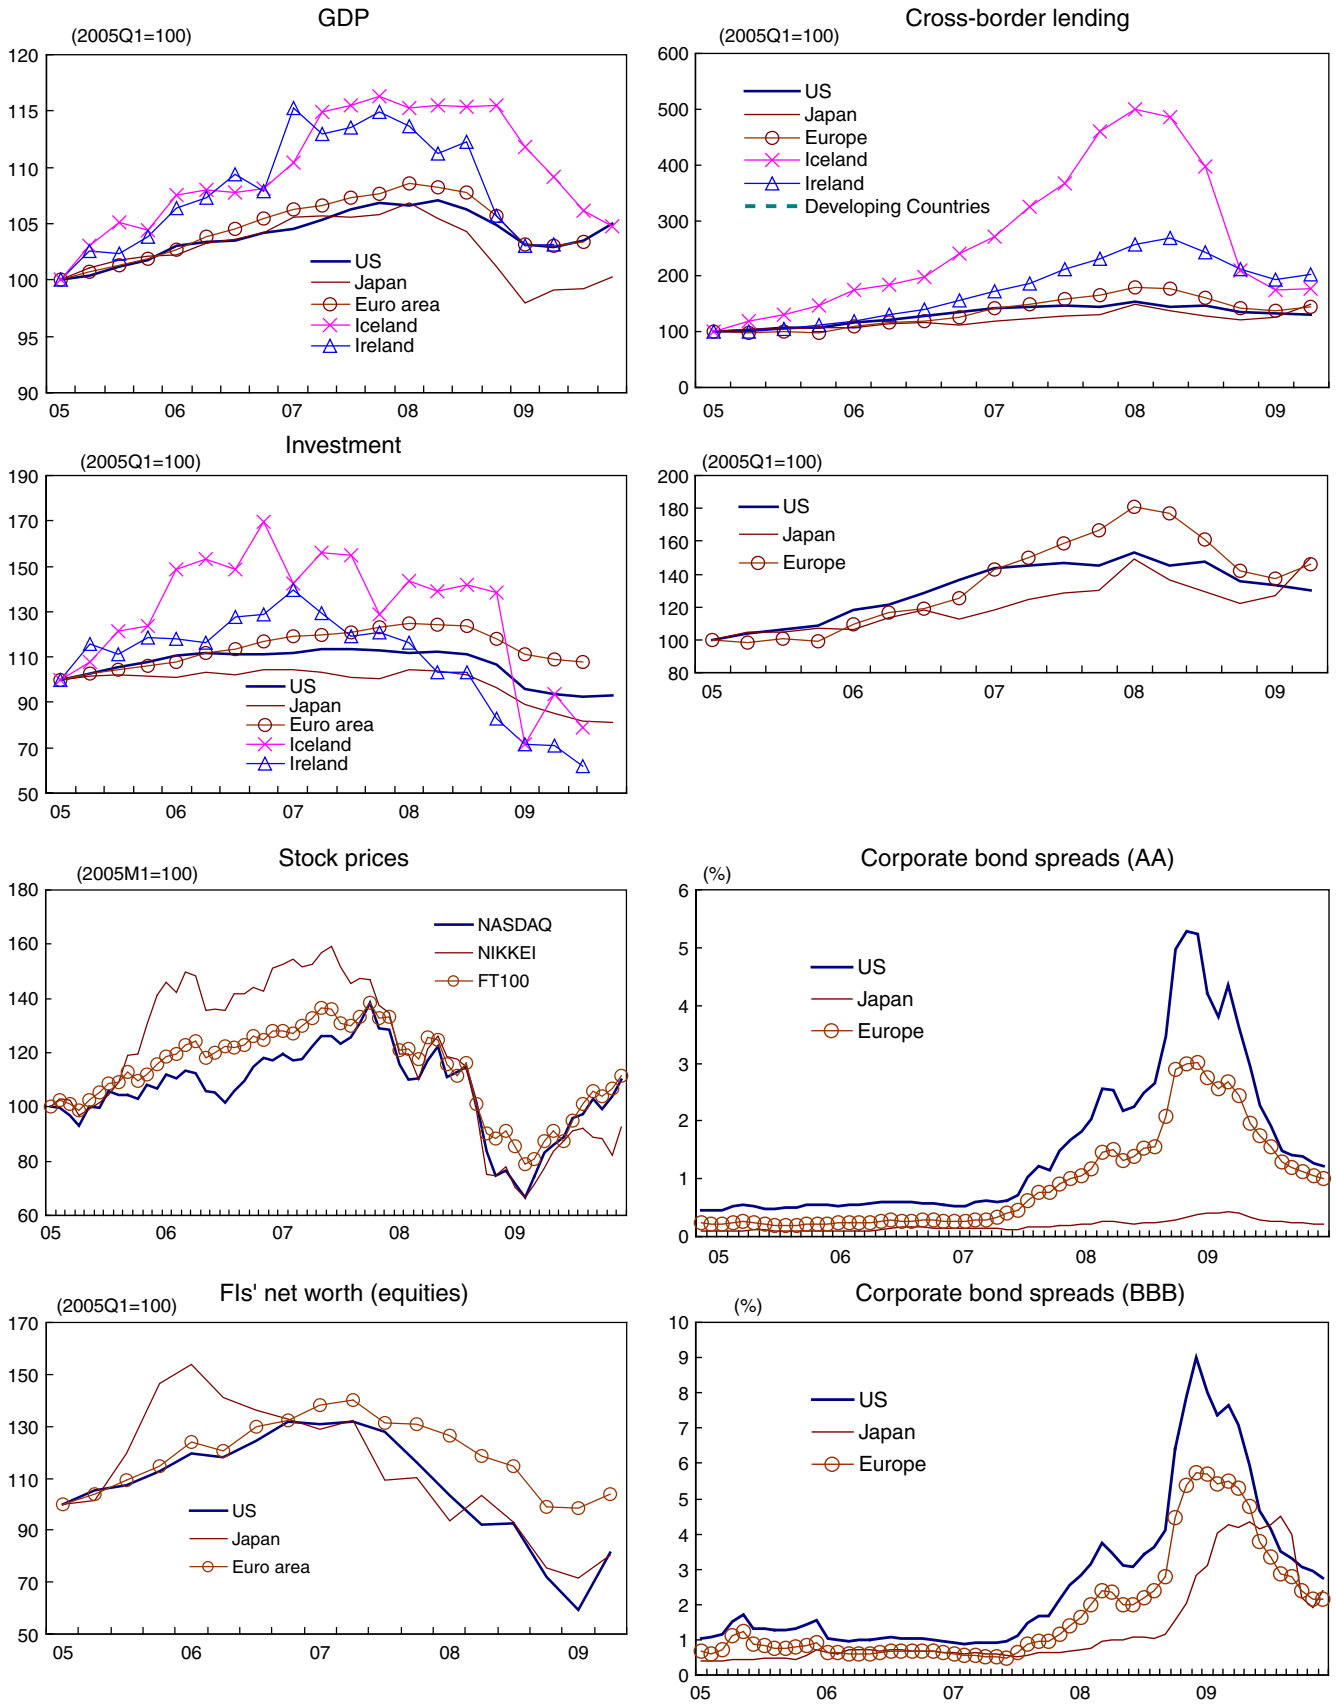 GDP
(2005Q1=100)
120
115
110
105
100
95
90
US
Japan
Euro area
Iceland
Ireland
05 06 07 08 09
Cross-border lending
(2005Q1=100)
600
500
400
300
200
100
0
US
Japan
Europe
Iceland
Ireland
Developing Countries
05 06 07 08 09
Investment
(2005Q1=100)
190
170
150
130
110
90
70
50
US
Japan
Euro area
Iceland
Ireland
05 06 07 08 09
(2005Q1=100)
200
180
160
140
120
100
80
US
Japan
Europe
05 06 07 08 09
Stock prices
(2005M1=100)
180
160
140
120
100
80
60
NASDAQ
NIKKEI
FT100
05 06 07 08 09
Corporate bond spreads (AA)
(%)
6
5
4
3
2
1
0
US
Japan
Europe
05 06 07 08 09
FIs' net worth (equities)
(2005Q1=100)
170
150
130
110
90
70
50
US
Japan
Euro area
05 06 07 08 09
Corporate bond spreads (BBB)
(%)
10
9
8
7
6
5
4
3
2
1
0
US
Japan
Europe
05 06 07 08 09